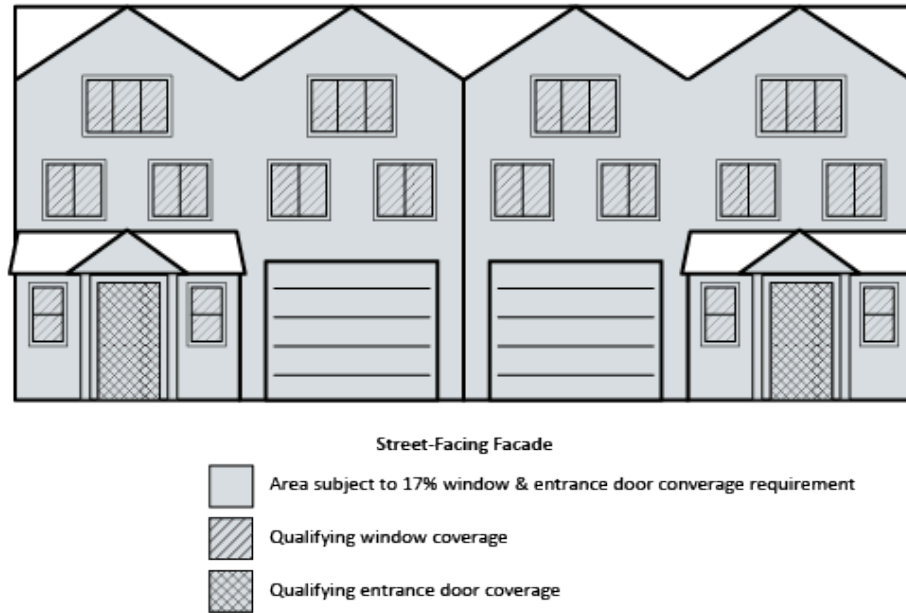 Street-Facing Facade
Area subject to 17% window & entrance door converage requirement
Qualifying window coverage
Qualifying entrance door coverage